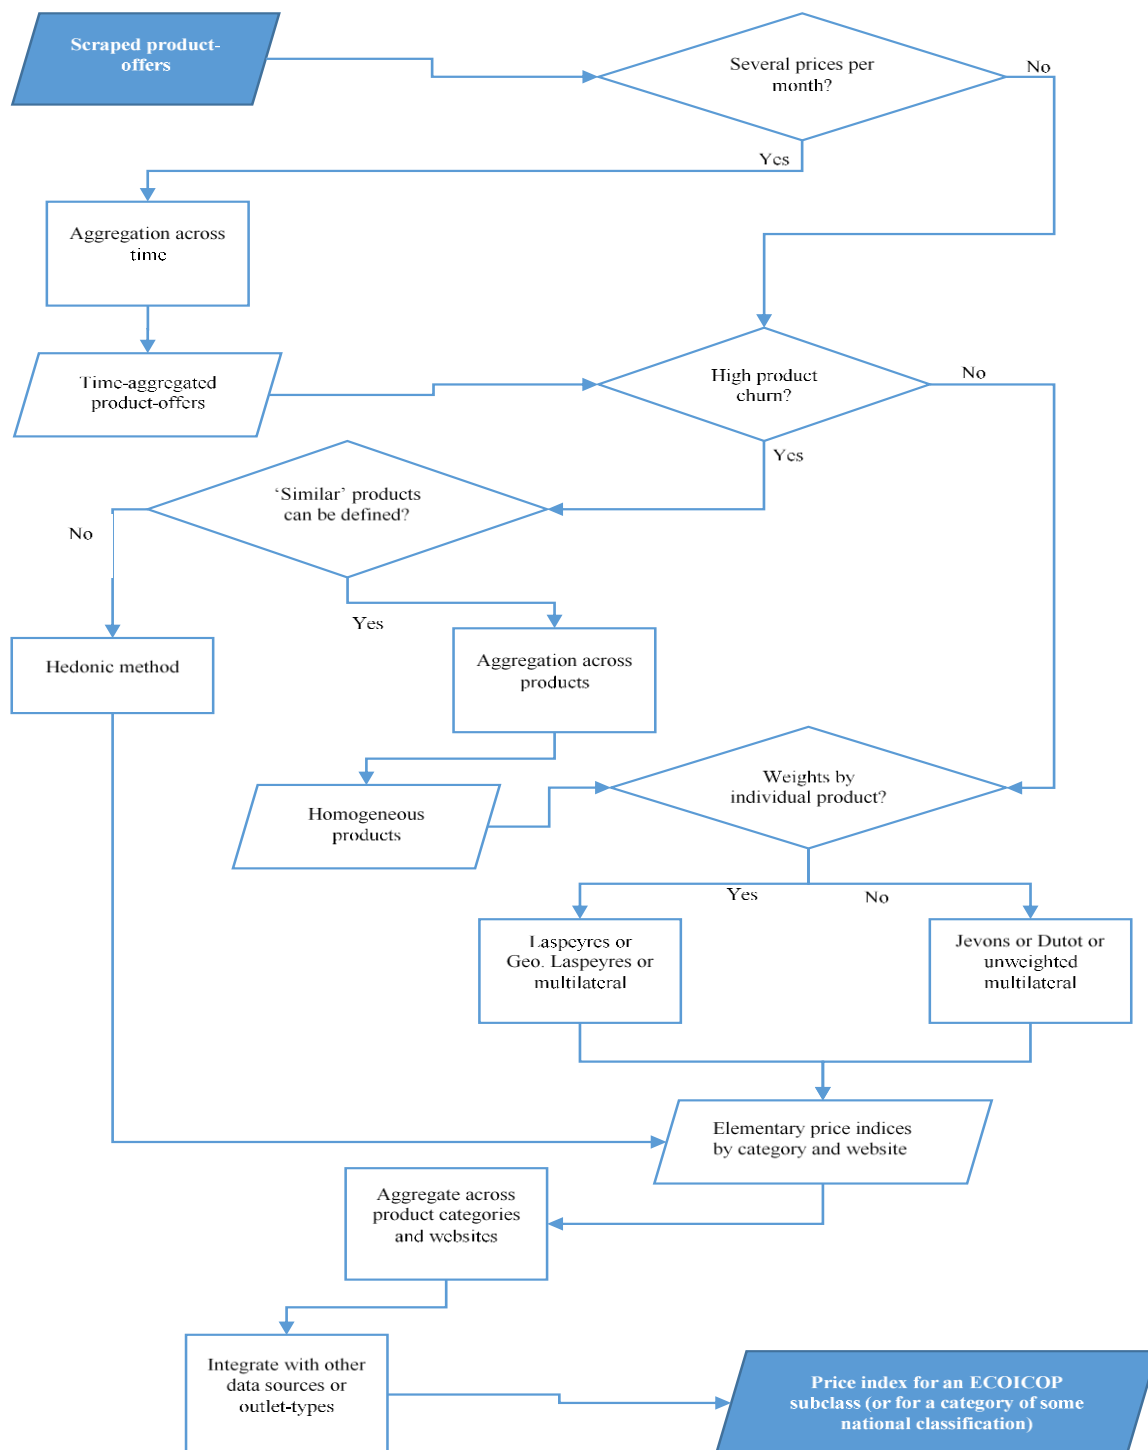 Scraped product-
offers
Several prices per
month?
No
Yes
Aggregation across
time
Time-aggregated
product-offers
High product
churn?
No
Yes
‘Similar’ products
can be defined?
No
Yes
Hedonic method
Aggregation across
products
Weights by
individual product?
Homogeneous
products
Yes
No
Laspeyres or
Geo. Laspeyres or
multilateral
Jevons or Dutot or
unweighted
multilateral
Elementary price indices
by category and website
Aggregate across
product categories
and websites
Integrate with other
data sources or
outlet-types
Price index for an ECOICOP
subclass (or for a category of some
national classification)